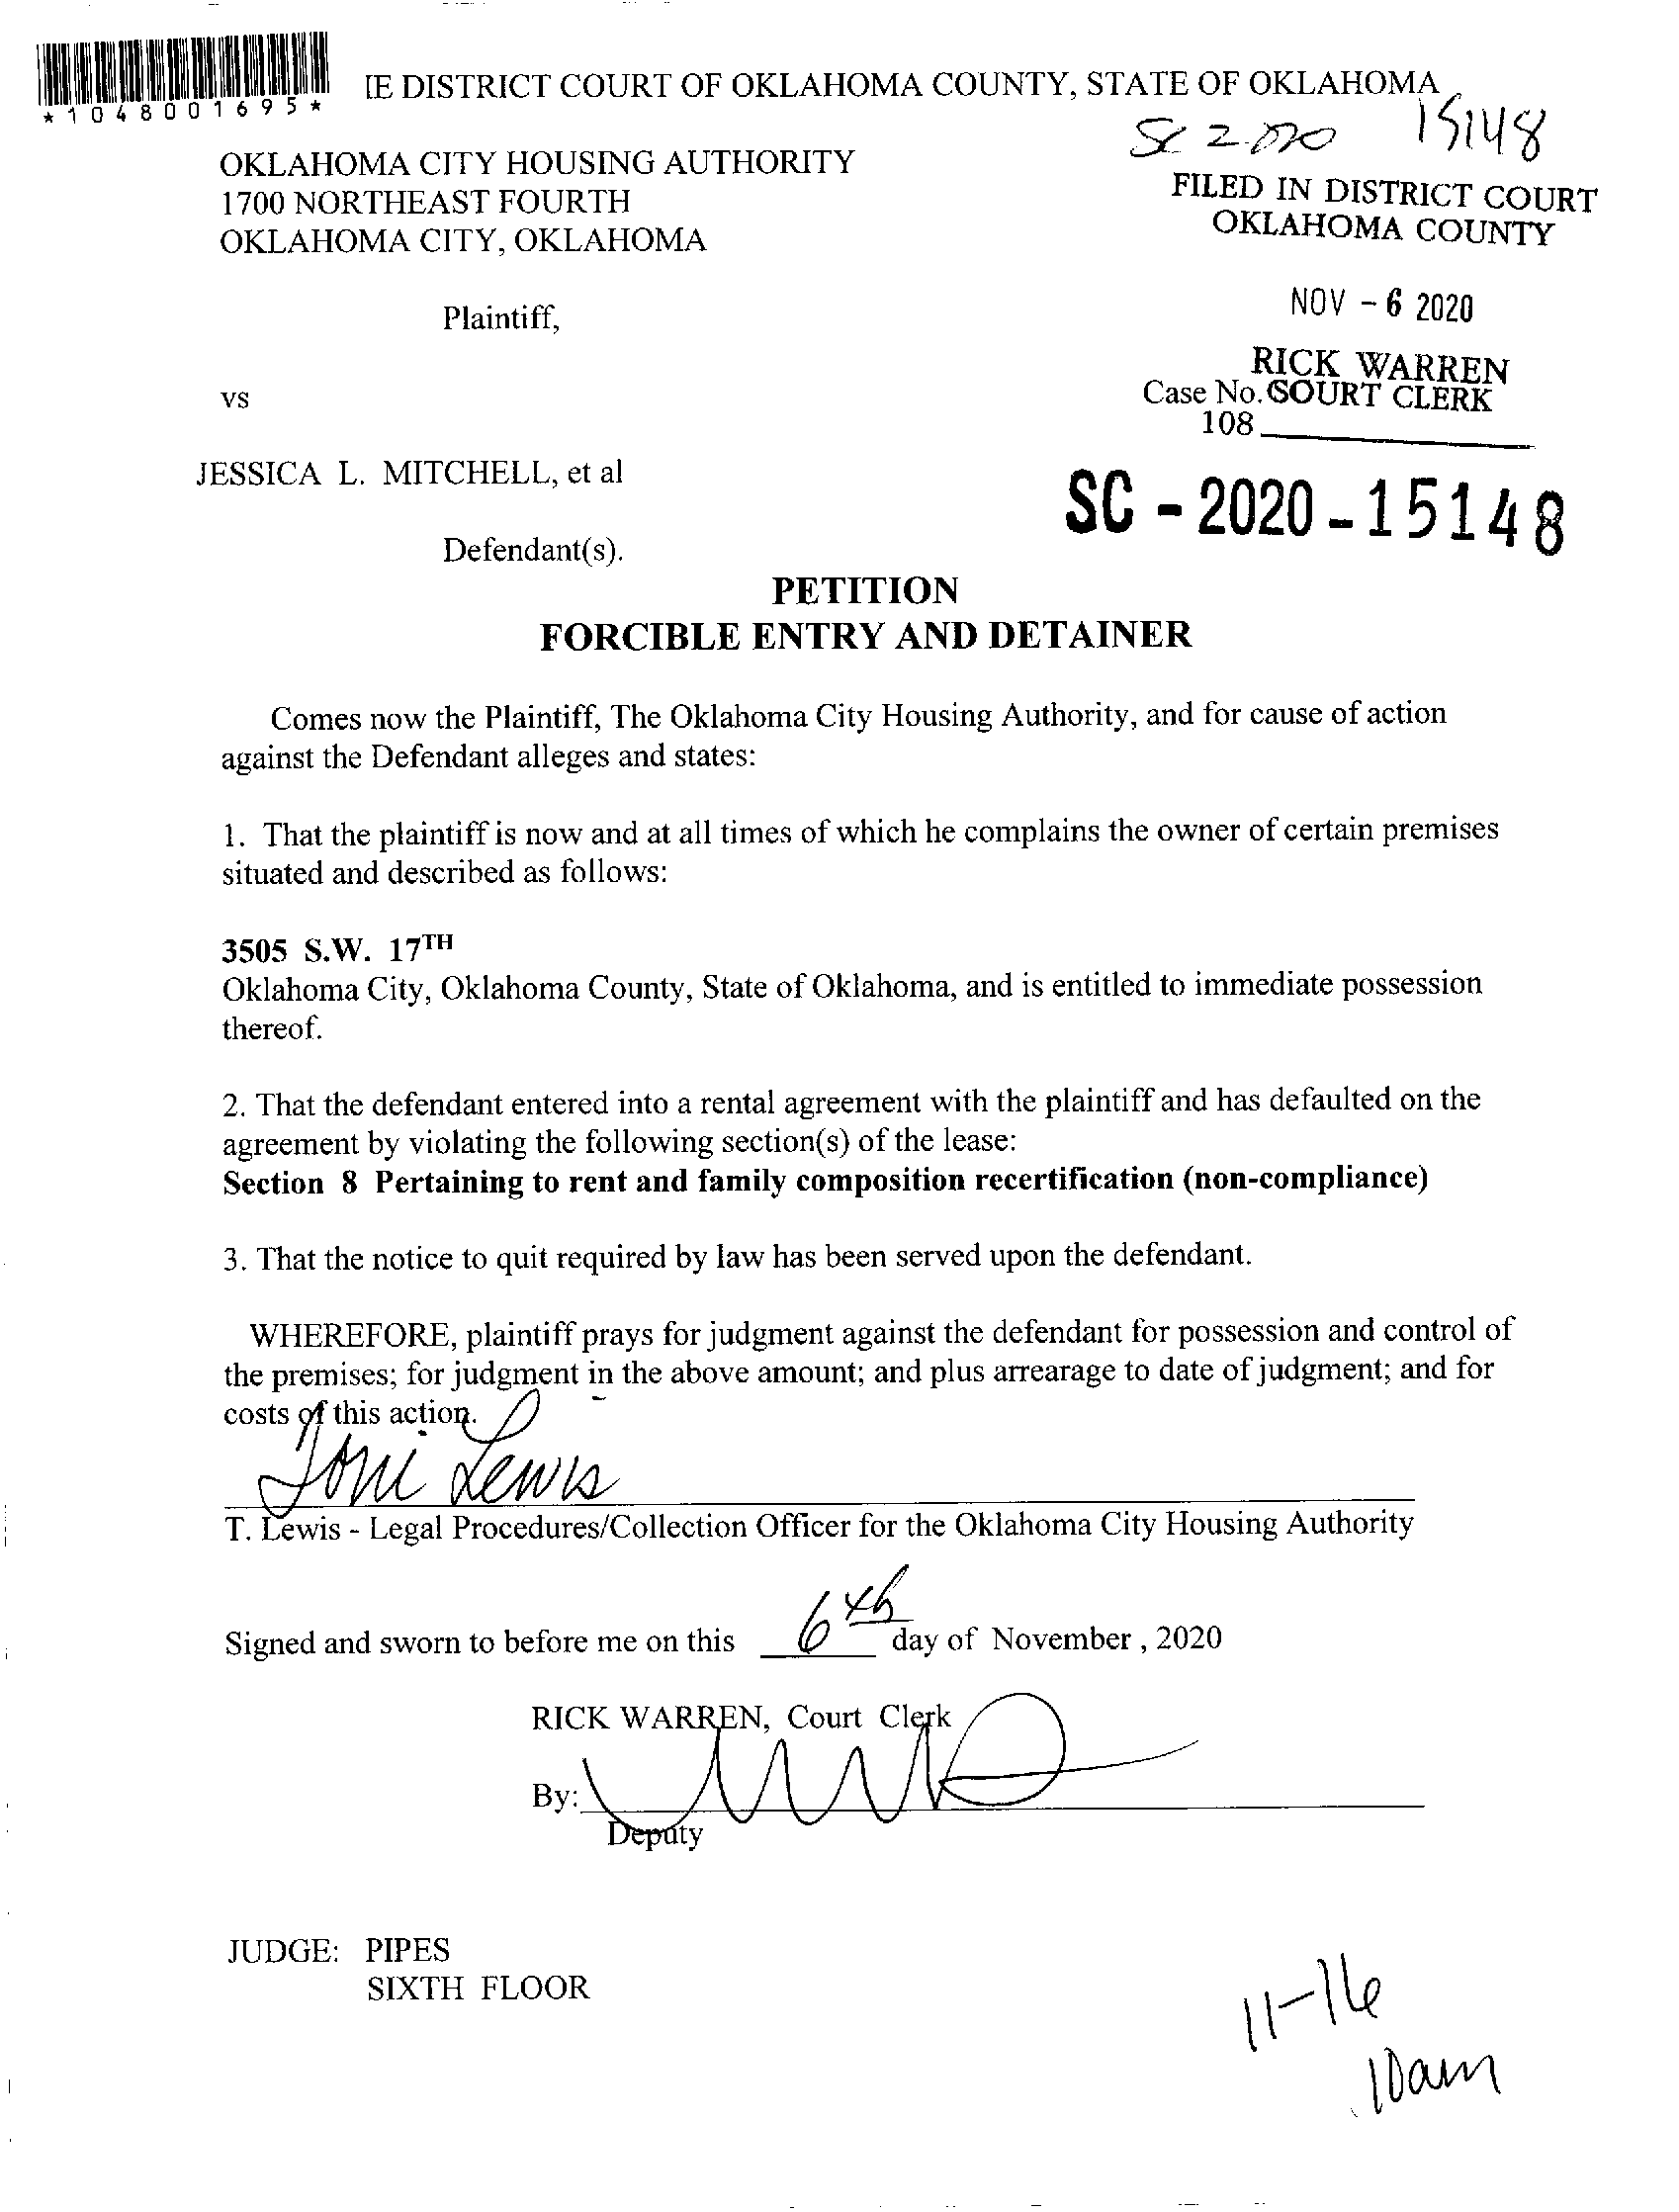 *1048001695*
IE DISTRICT COURT OF OKLAHOMA COUNTY, STATE OF OKLAHOMA
SC 2020 15148
OKLAHOMA CITY HOUSING AUTHORITY
1700 NORTHEAST FOURTH
OKLAHOMA CITY, OKLAHOMA
FILED IN DISTRICT COURT
OKLAHOMA COUNTY
Plaintiff,
NOV - 6 2020
RICK WARREN
COURT CLERK
vs
Case No.
108
JESSICA L. MITCHELL, et al
SC - 2020 - 15148
Defendant(s).
PETITION
FORCIBLE ENTRY AND DETAINER
Comes now the Plaintiff, The Oklahoma City Housing Authority, and for cause of action
against the Defendant alleges and states:
1. That the plaintiff is now and at all times of which he complains the owner of certain premises
situated and described as follows:
3505 S.W. 17TH
Oklahoma City, Oklahoma County, State of Oklahoma, and is entitled to immediate possession
thereof.
2. That the defendant entered into a rental agreement with the plaintiff and has defaulted on the
agreement by violating the following section(s) of the lease:
Section 8 Pertaining to rent and family composition recertification (non-compliance)
3. That the notice to quit required by law has been served upon the defendant.
WHEREFORE, plaintiff prays for judgment against the defendant for possession and control of
the premises; for judgment in the above amount; and plus arrearage to date of judgment; and for
costs of this action.
Toni Lewis
T. Lewis - Legal Procedures/Collection Officer for the Oklahoma City Housing Authority
Signed and sworn to before me on this 6th day of November , 2020
RICK WARREN, Court Clerk
By:
Deputy
JUDGE: PIPES
SIXTH FLOOR
11-16
10am